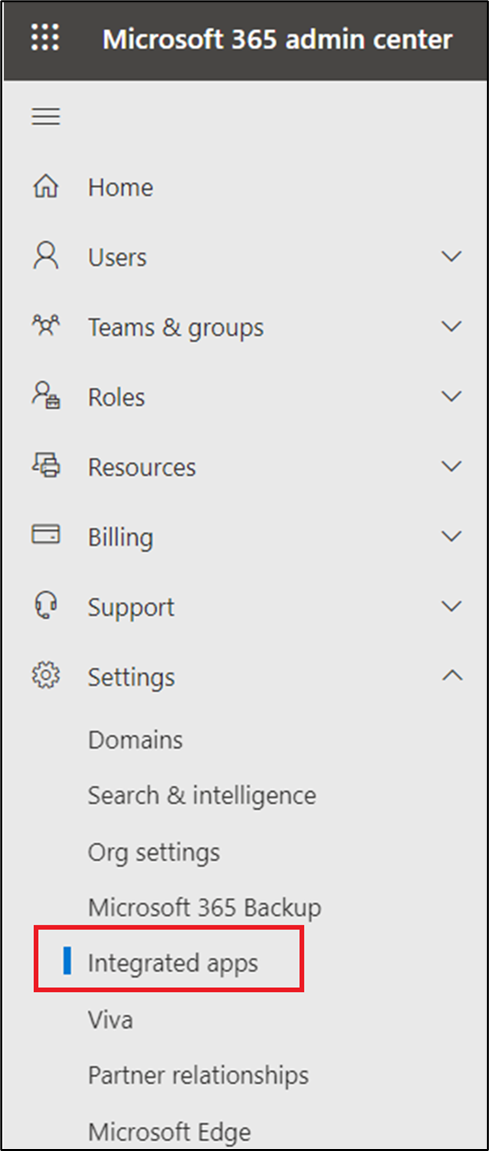 Microsoft 365 admin center
Home
Users
Teams & groups
Roles
Resources
Billing
Support
Settings
Domains
Search & intelligence
Org settings
Microsoft 365 Backup
Integrated apps
Viva
Partner relationships
Microsoft Edge